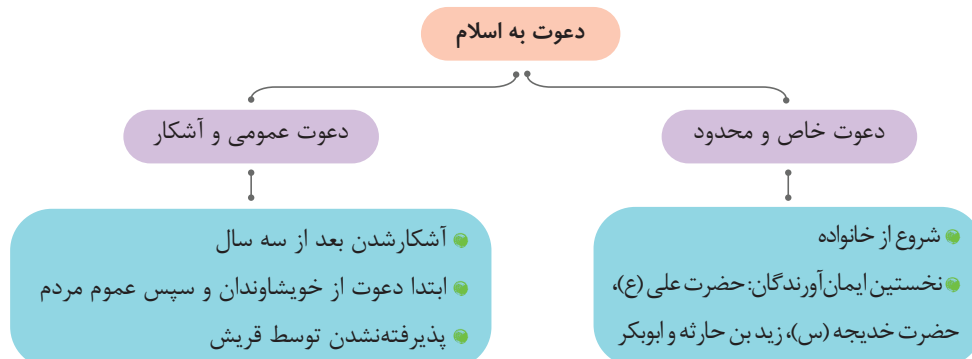 دعوت به اسلام
دعوت خاص و محدود
شروع از خانواده
نخستین ایمان‌آورندگان: حضرت علی (ع)،
حضرت خدیجه (س)، زید بن حارثه و ابوبکر
دعوت عمومی و آشکار
آشکارشدن بعد از سه سال
ابتدا دعوت از خویشاوندان و سپس عموم مردم
پذیرفته‌نشدن توسط قریش